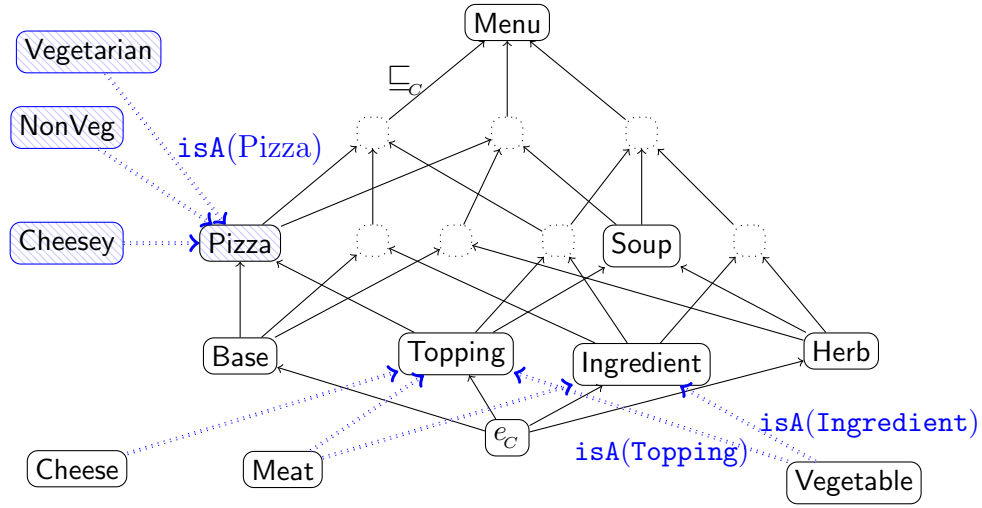 Menu
Vegetarian
⊑C
NonVeg
isA(Pizza)
Cheesey
Pizza
Soup
Base
Topping
Ingredient
Herb
isA(Ingredient)
eC
isA(Topping)
Cheese
Meat
Vegetable